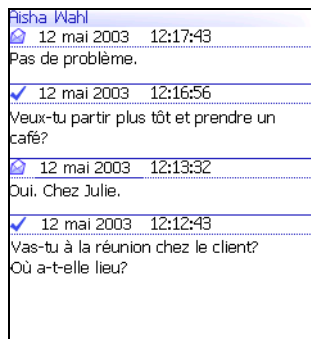 Aisha Wahl
12 mai 2003 12:17:43
Pas de problème.
12 mai 2003 12:16:56
Veux-tu partir plus tôt et prendre un
café?
12 mai 2003 12:13:32
Oui. Chez Julie.
12 mai 2003 12:12:43
Vas-tu à la réunion chez le client?
Où a-t-elle lieu?